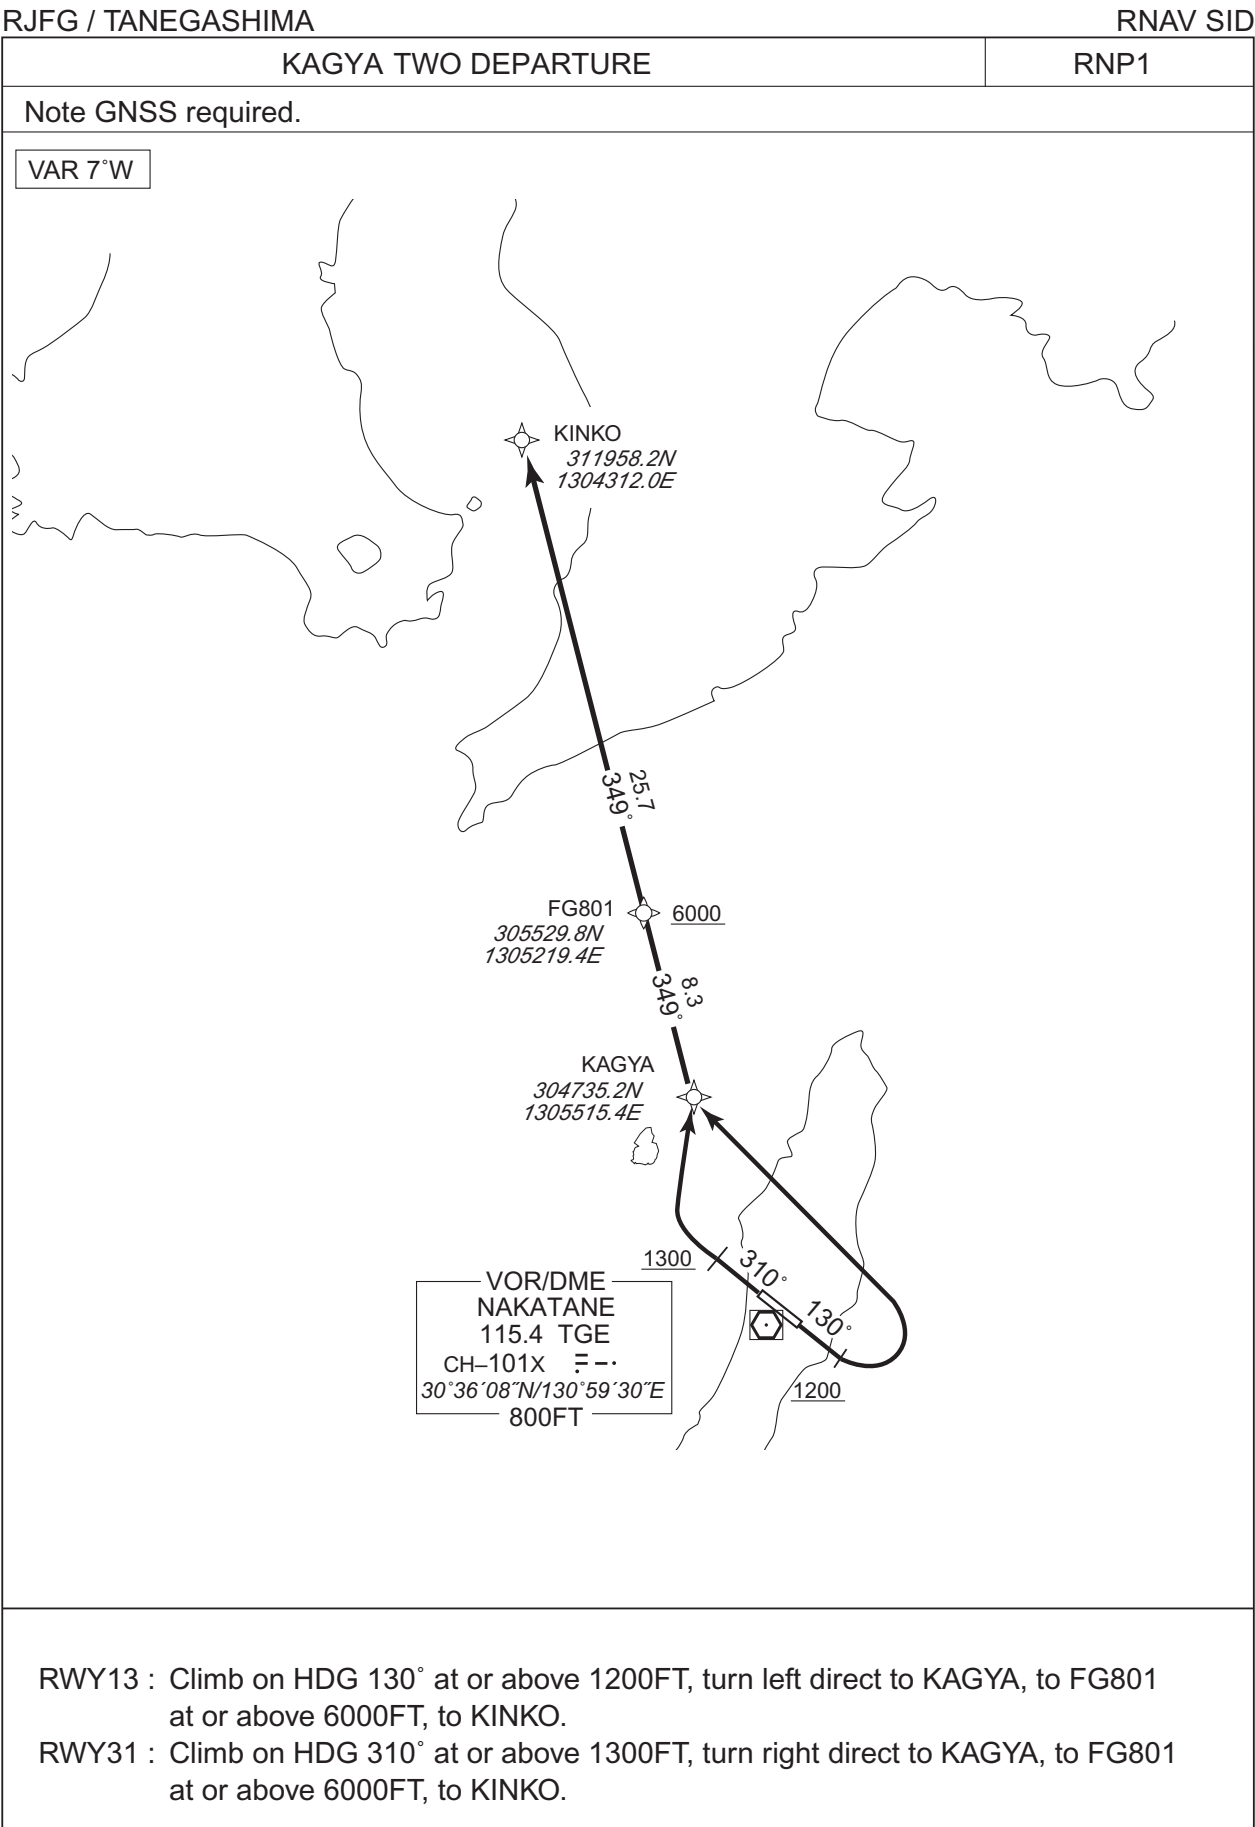 RJFG / TANEGASHIMA
RNAV SID
KAGYA TWO DEPARTURE
RNP1
Note GNSS required.
VAR 7˚W
KINKO
311958.2N
1304312.0E
25.7
349˚
FG801
305529.8N
1305219.4E
6000
8.3
349˚
KAGYA
304735.2N
1305515.4E
1300
310˚
130˚
1200
VOR/DME
NAKATANE
115.4 TGE
CH–101X
30˚36´08˝N/130˚59´30˝E
800FT
RWY13 : Climb on HDG 130˚ at or above 1200FT, turn left direct to KAGYA, to FG801
at or above 6000FT, to KINKO.
RWY31 : Climb on HDG 310˚ at or above 1300FT, turn right direct to KAGYA, to FG801
at or above 6000FT, to KINKO.